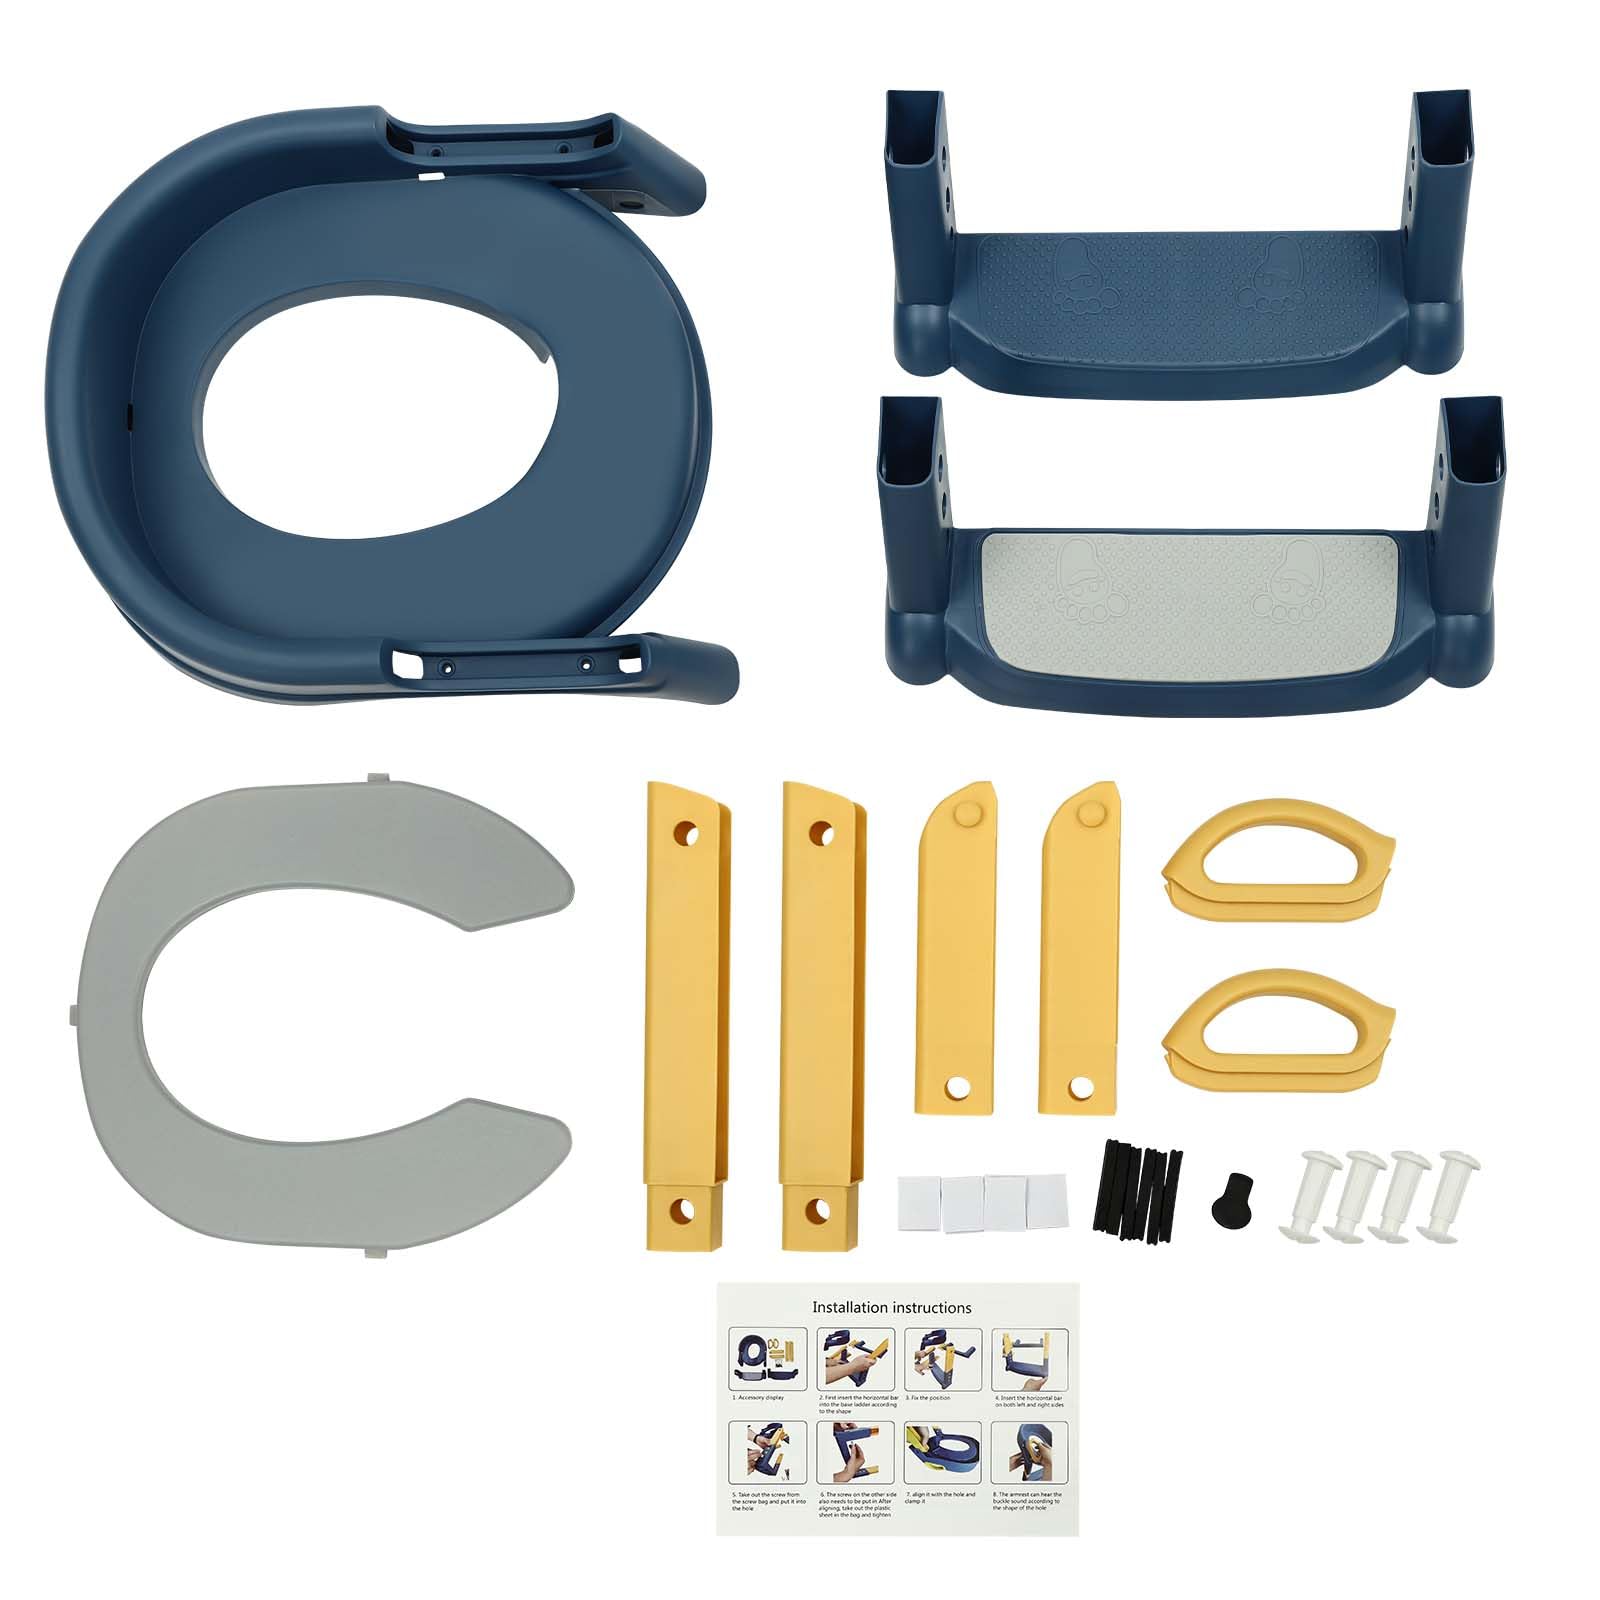 Installation instructions
1. Accessory display
2. First insert the horizontal bar
into the base ladder according
to the shape
3. Fix the position
4. Insert the horizontal bar
on both left and right sides
5. Take out the screw from
the screw bag and put it into
the hole
6. The screw on the other side
also needs to be put in After
aligning, take out the plastic
sheet in the bag and tighten
7. align it with the hole and
clamp it
8. The armrest can hear the
buckle sound according to
the shape of the hole